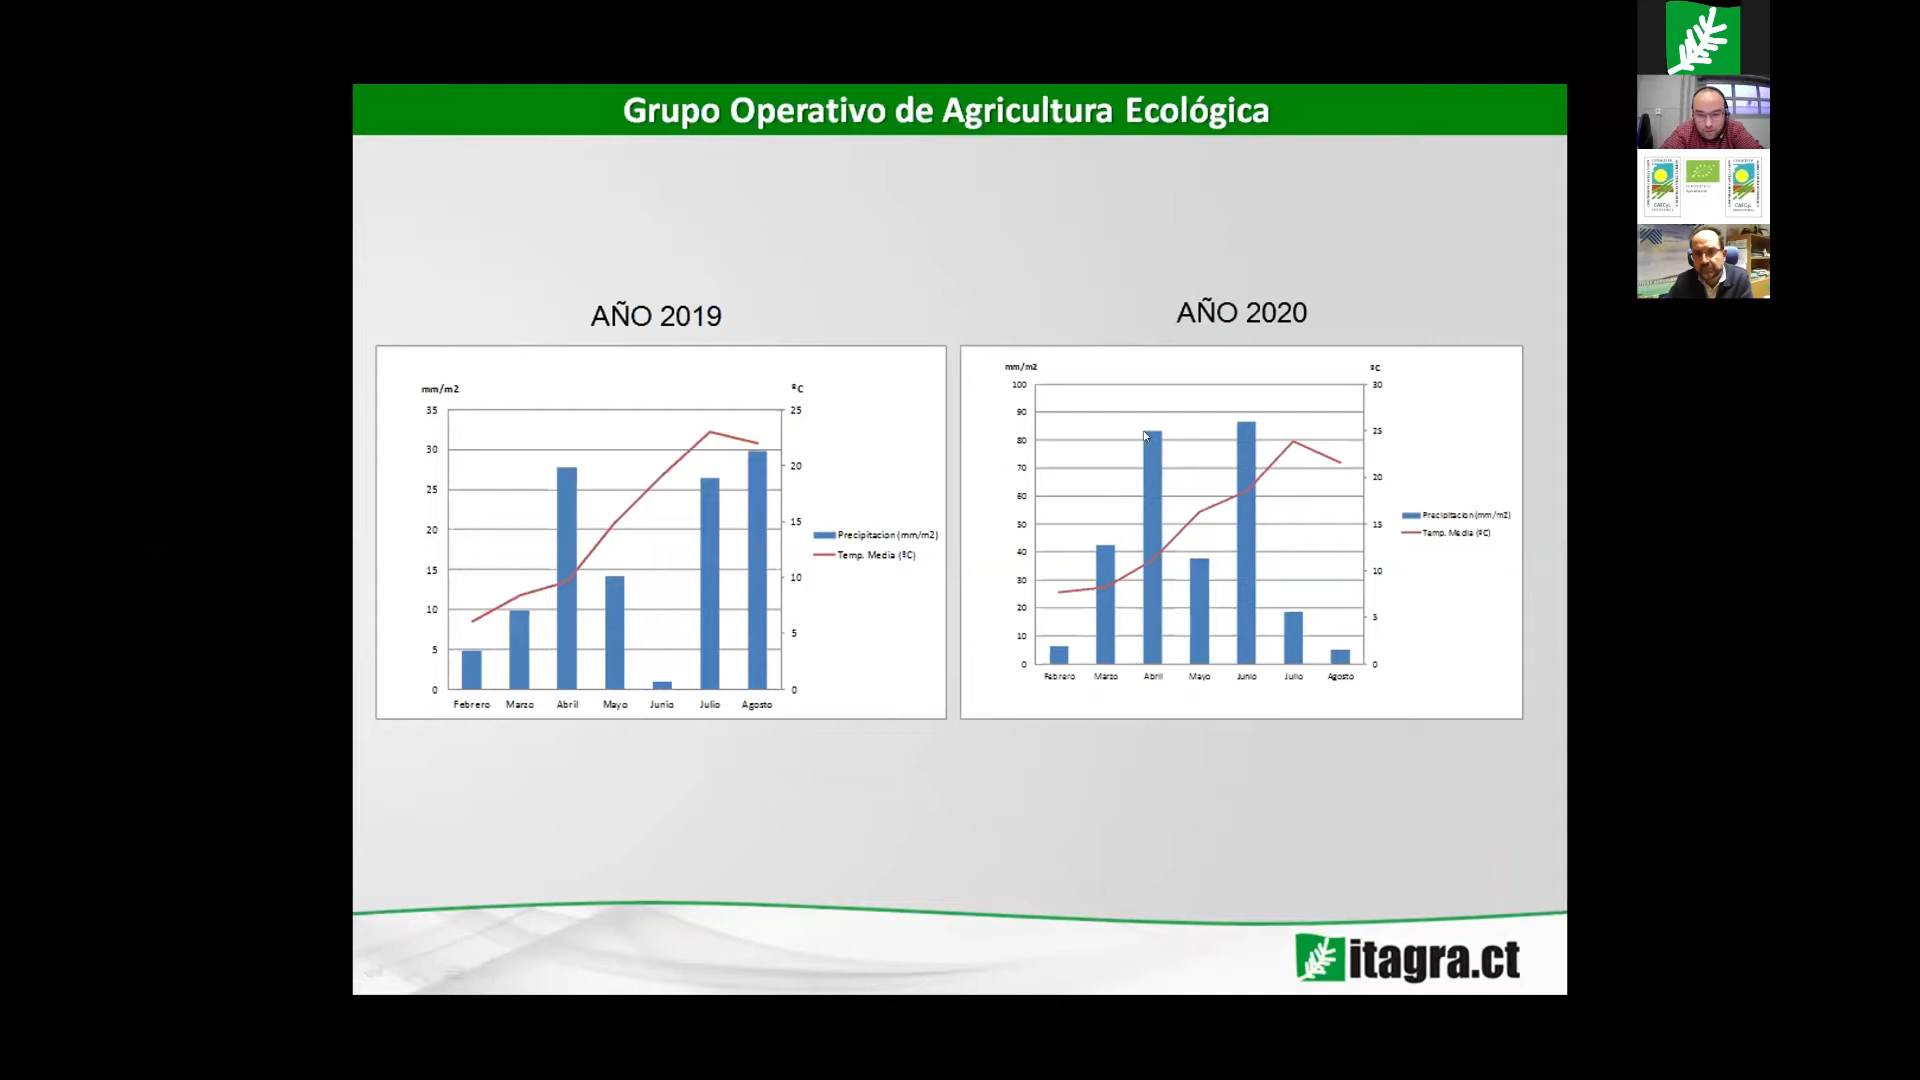 Grupo Operativo de Agricultura Ecológica
AÑO 2019
mm/m2
ºC
35
30
25
20
15
10
5
0
25
20
15
10
5
0
Febrero Marzo Abril Mayo Junio Julio Agosto
Precipitacion (mm/m2)
Temp. Media (ºC)
AÑO 2020
mm/m2
ºC
100
90
80
70
60
50
40
30
20
10
0
30
25
20
15
10
5
0
Febrero Marzo Abril Mayo Junio Julio Agosto
Precipitacion (mm/m2)
Temp. Media (ºC)
itagra.ct
CAECyL
CAECyL